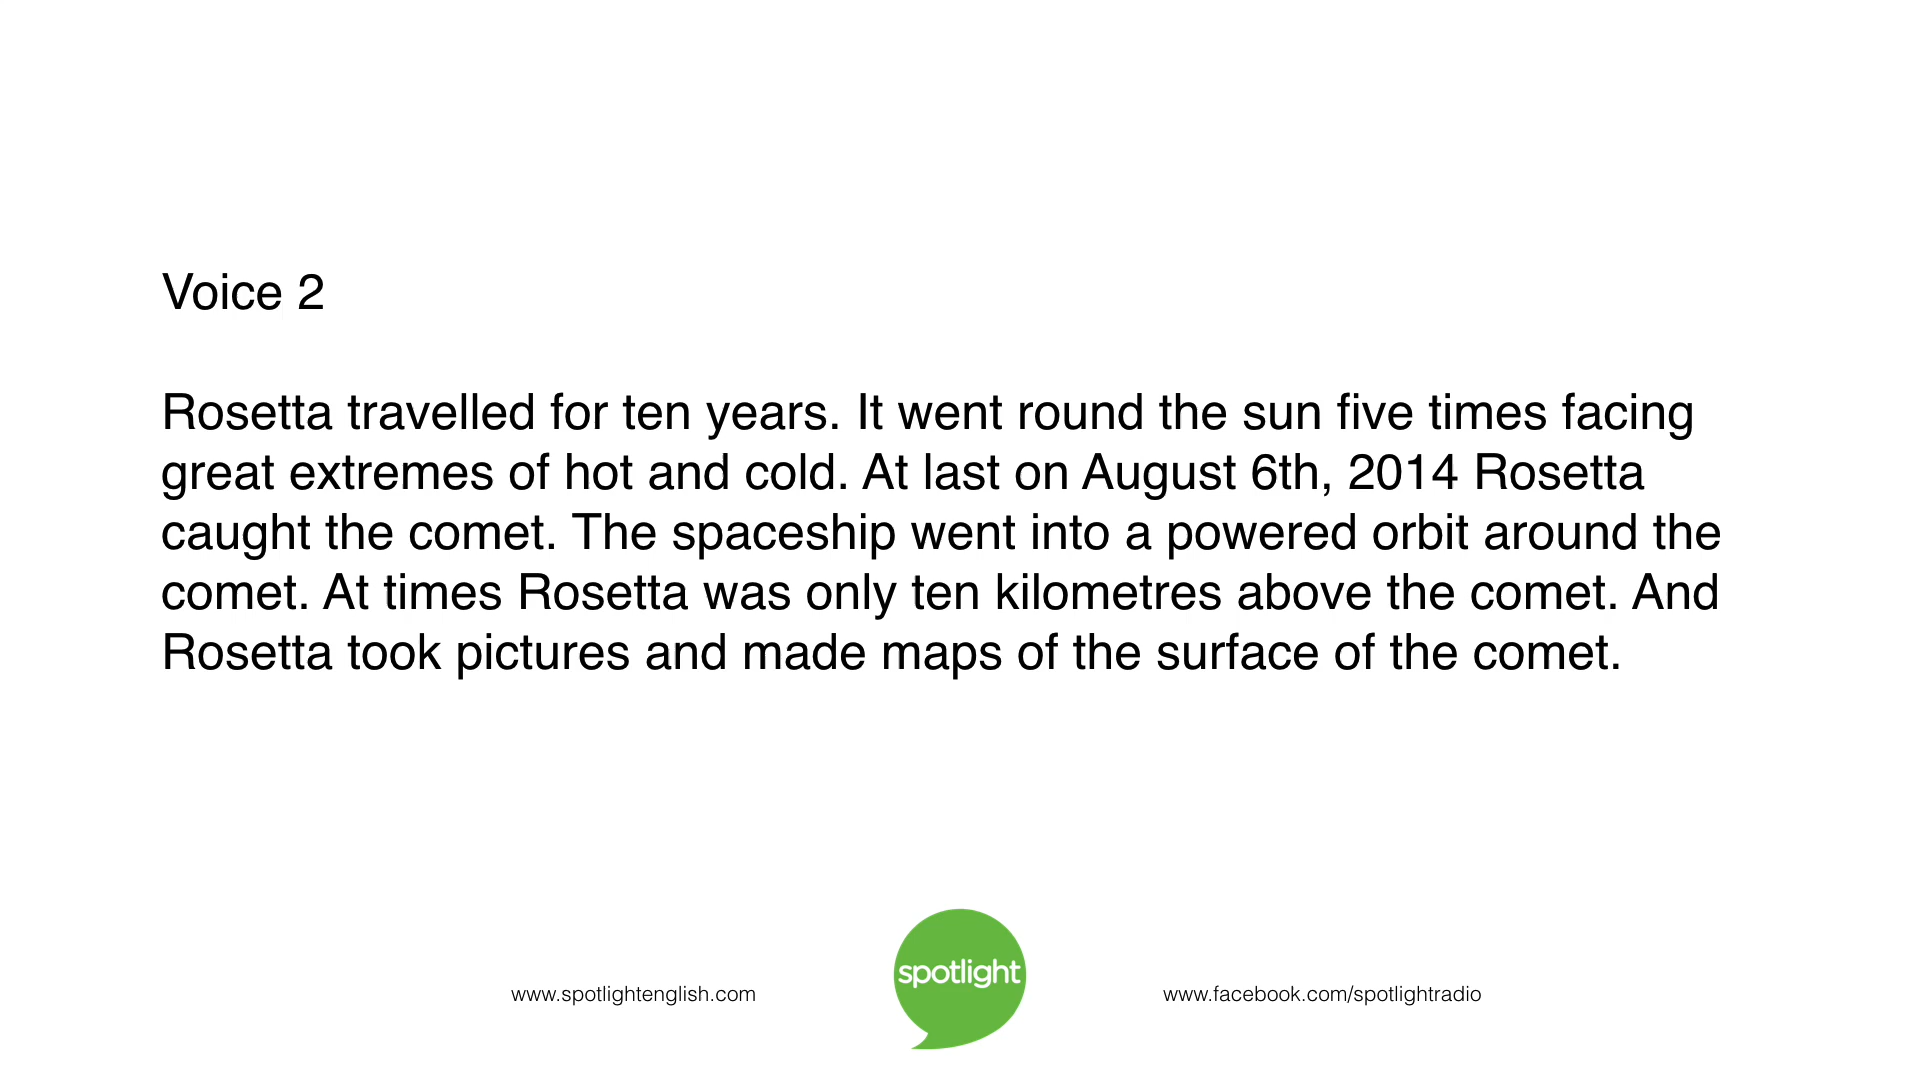 Voice 2
Rosetta travelled for ten years. It went round the sun five times facing
great extremes of hot and cold. At last on August 6th, 2014 Rosetta
caught the comet. The spaceship went into a powered orbit around the
comet. At times Rosetta was only ten kilometres above the comet. And
Rosetta took pictures and made maps of the surface of the comet.
spotlight
www.spotlightenglish.com
www.facebook.com/spotlightradio